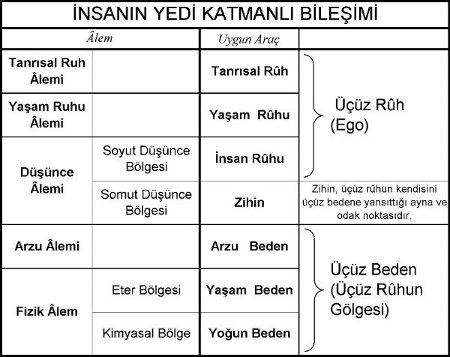 İNSANIN YEDİ KATMANLI BİLEŞİMİ
Âlem
Uygun Araç
Tanrısal Ruh
Âlemi
Tanrısal Rûh
Yaşam Ruhu
Âlemi
Yaşam Rûhu
Üçüz Rûh
(Ego)
Düşünce
Âlemi
Soyut Düşünce
Bölgesi
İnsan Rûhu
Somut Düşünce
Bölgesi
Zihin
Zihin, üçüz rûhun kendisini
üçüz bedene yansıttığı ayna ve
odak noktasıdır.
Arzu Âlemi
Arzu Beden
Fizik Âlem
Eter Bölgesi
Yaşam Beden
Kimyasal Bölge
Yoğun Beden
Üçüz Beden
(Üçüz Rûhun
Gölgesi)